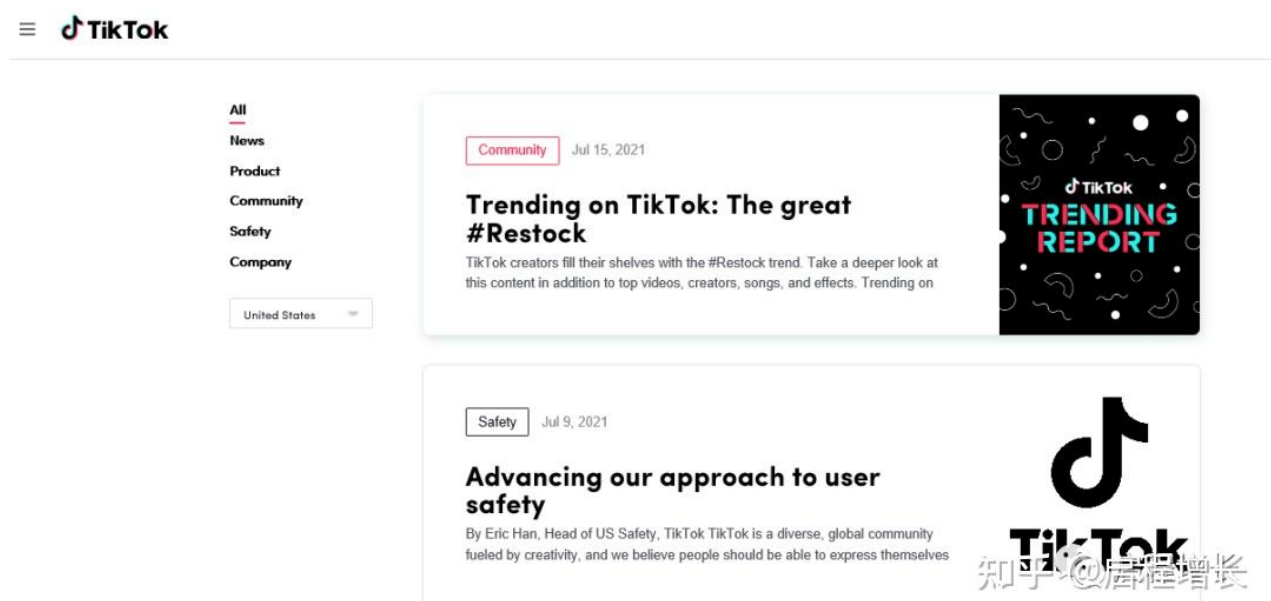 TikTok
All
News
Product
Community
Safety
Company
United States
Community Jul 15, 2021
Trending on TikTok: The great
#Restock
TikTok creators fill their shelves with the #Restock trend. Take a deeper look at
this content in addition to top videos, creators, songs, and effects. Trending on
TikTok
TRENDING
REPORT
Safety Jul 9, 2021
Advancing our approach to user
safety
By Eric Han, Head of US Safety, TikTok TikTok is a diverse, global community
fueled by creativity, and we believe people should be able to express themselves
TikTok
知乎 @启程增长